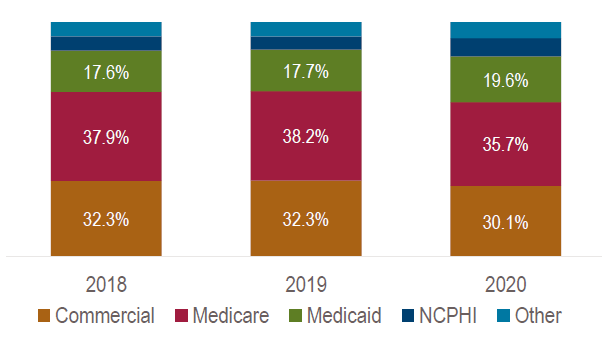 17.6% 17.7% 19.6%
37.9% 38.2% 35.7%
32.3% 32.3% 30.1%
2018 2019 2020
Commercial Medicare Medicaid NCPHI Other